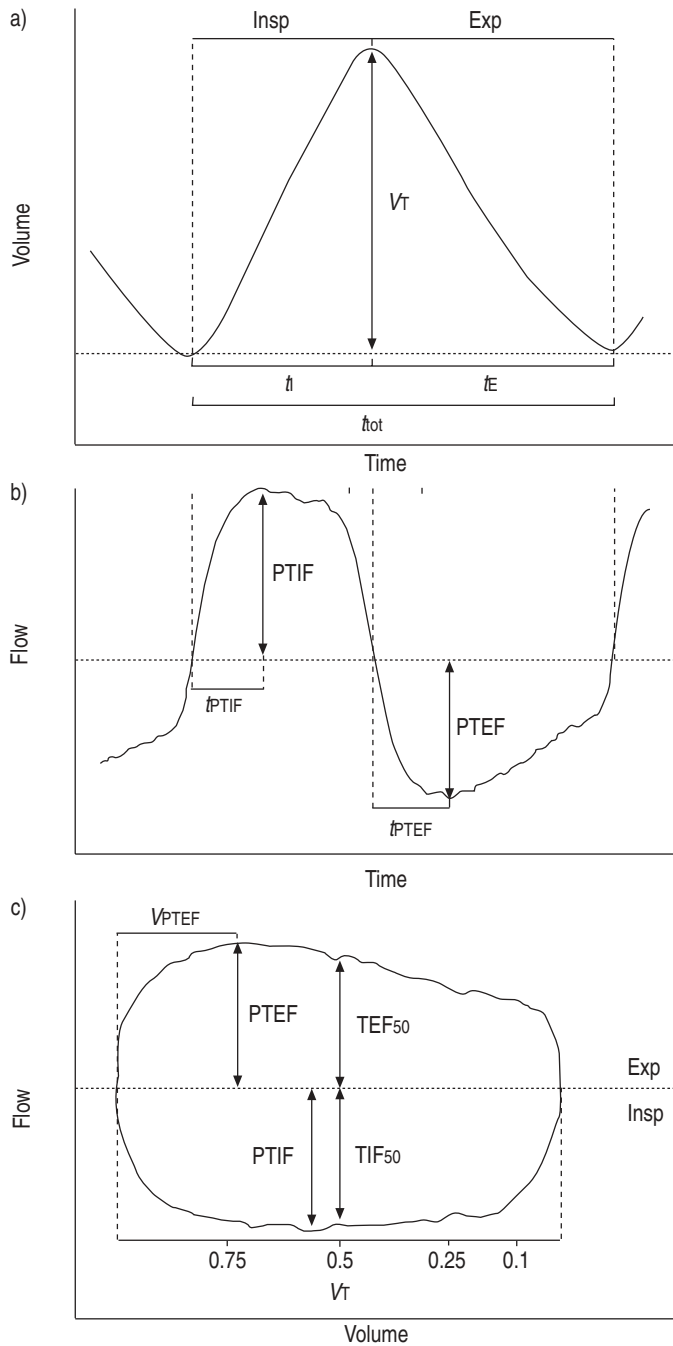 a)
Insp Exp
Volume
VT
tI tE
ttot
Time
b)
Flow
PTIF
tPTIF
PTEF
tPTEF
Time
c)
VPTEF
Flow
PTEF TEF50
Exp
Insp
PTIF TIF50
0.75 0.5 0.25 0.1
VT
Volume